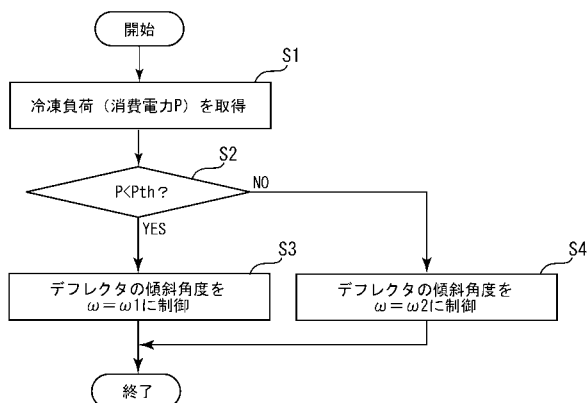 開始
S1
冷凍負荷（消費電力P）を取得
S2
P<Pth？
NO
YES
S3
デフレクタの傾斜角度を
ω＝ω1に制御
S4
デフレクタの傾斜角度を
ω＝ω2に制御
終了